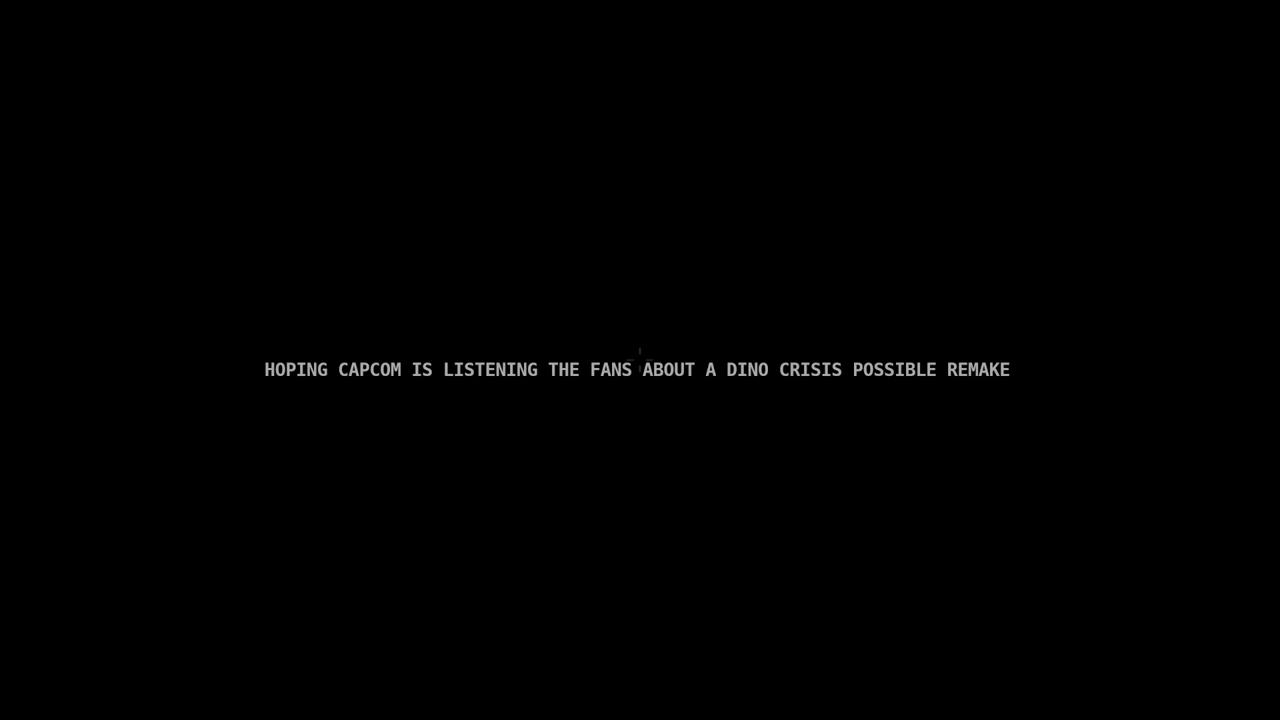 HOPING CAPCOM IS LISTENING THE FANS ABOUT A DINO CRISIS POSSIBLE REMAKE